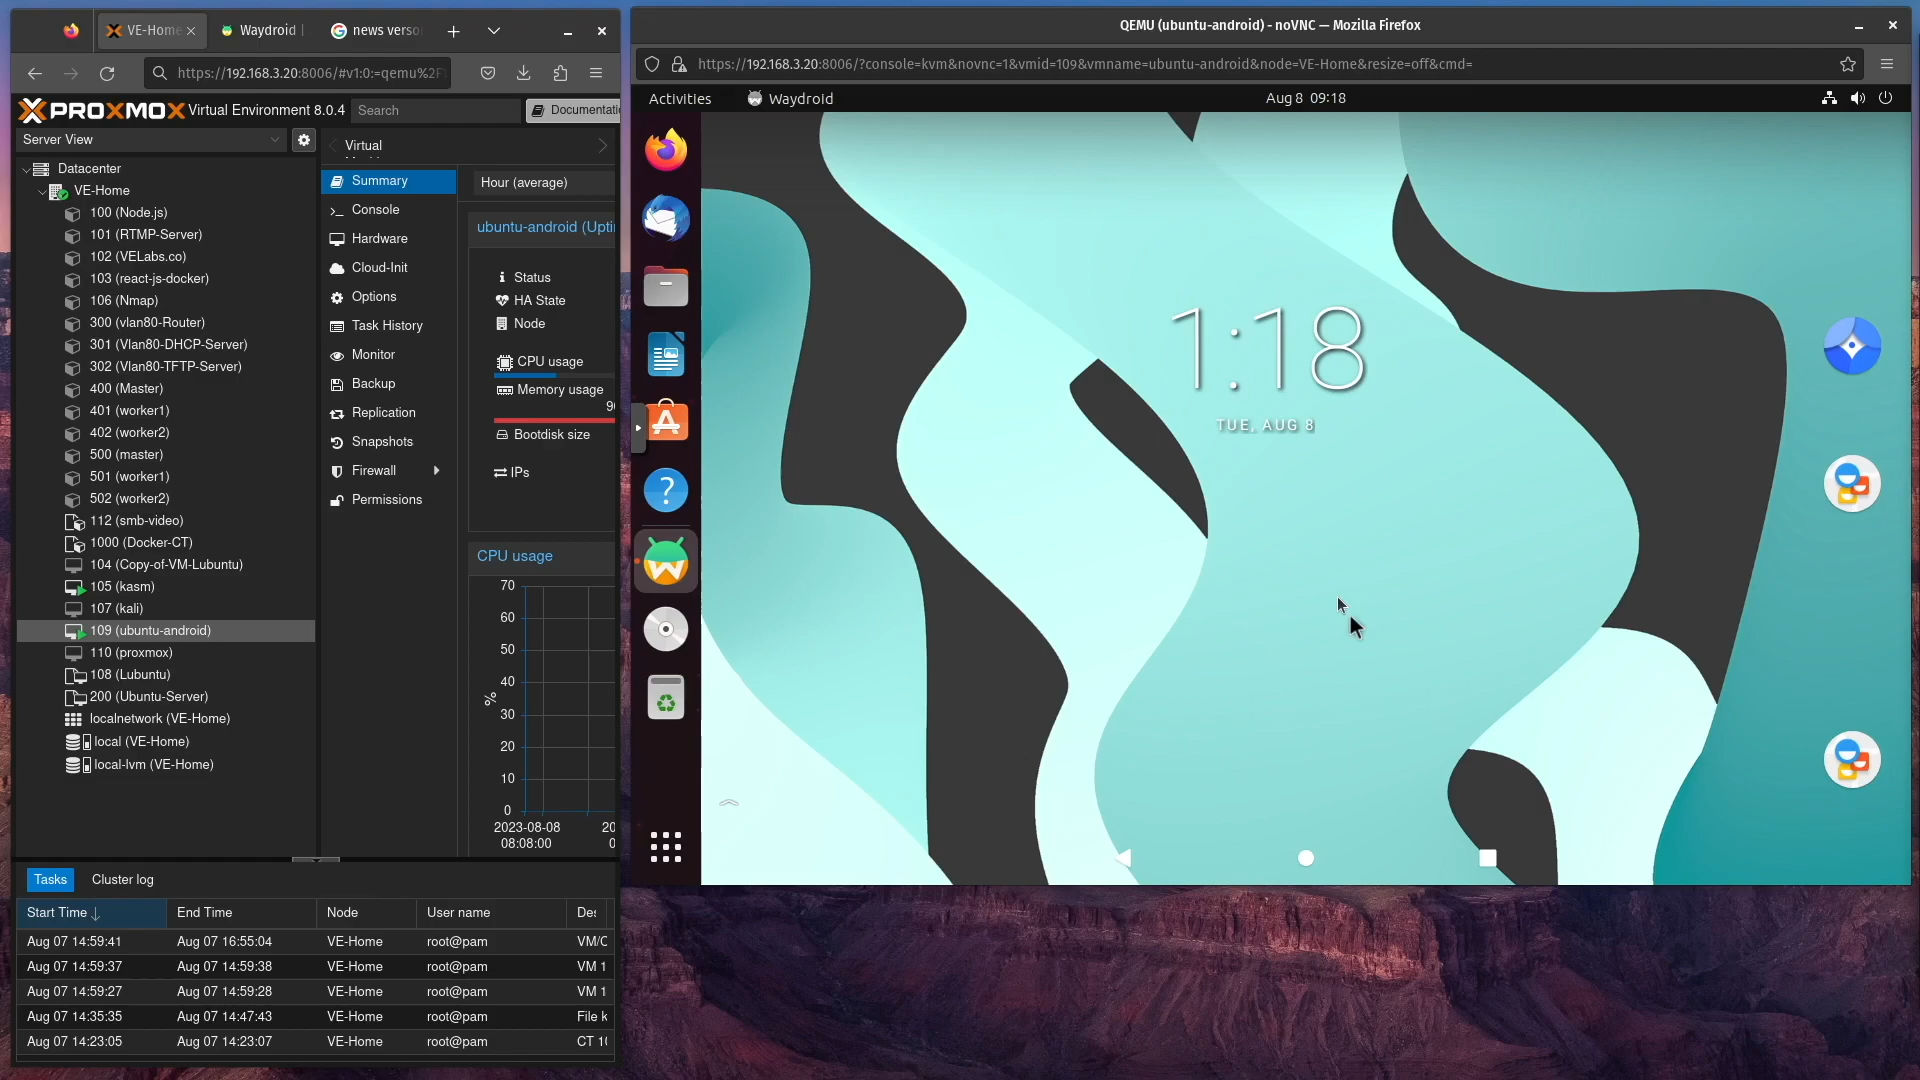 VE-Home
Waydroid |
news verso
https://192.168.3.20:8006/#v1:0:=qemu%2F
PROXMOX Virtual Environment 8.0.4
Search
Documentati
Server View
Datacenter
VE-Home
100 (Node.js)
101 (RTMP-Server)
102 (VELabs.co)
103 (react-js-docker)
106 (Nmap)
300 (vlan80-Router)
301 (Vlan80-DHCP-Server)
302 (Vlan80-TFTP-Server)
400 (Master)
401 (worker1)
402 (worker2)
500 (master)
501 (worker1)
502 (worker2)
112 (smb-video)
1000 (Docker-CT)
104 (Copy-of-VM-Lubuntu)
105 (kasm)
107 (kali)
109 (ubuntu-android)
110 (proxmox)
108 (Lubuntu)
200 (Ubuntu-Server)
localnetwork (VE-Home)
local (VE-Home)
local-lvm (VE-Home)
Virtual
Summary
Console
Hardware
Cloud-Init
Options
Task History
Monitor
Backup
Replication
Snapshots
Firewall
Permissions
Hour (average)
ubuntu-android (Upti
Status
HA State
Node
CPU usage
Memory usage
Bootdisk size
IPs
CPU usage
70
60
50
40
30
20
10
0
%
2023-08-08
08:08:00
20
0
Tasks
Cluster log
Start Time
End Time
Node
User name
Des
Aug 07 14:59:41
Aug 07 16:55:04
VE-Home
root@pam
VM/C
Aug 07 14:59:37
Aug 07 14:59:38
VE-Home
root@pam
VM 1
Aug 07 14:59:27
Aug 07 14:59:28
VE-Home
root@pam
VM 1
Aug 07 14:35:35
Aug 07 14:47:43
VE-Home
root@pam
File k
Aug 07 14:23:05
Aug 07 14:23:07
VE-Home
root@pam
CT 10
QEMU (ubuntu-android) - noVNC — Mozilla Firefox
https://192.168.3.20:8006/?console=kvm&novnc=1&vmid=109&vmname=ubuntu-android&node=VE-Home&resize=off&cmd=
Activities
Waydroid
Aug 8 09:18
1:18
TUE, AUG 8